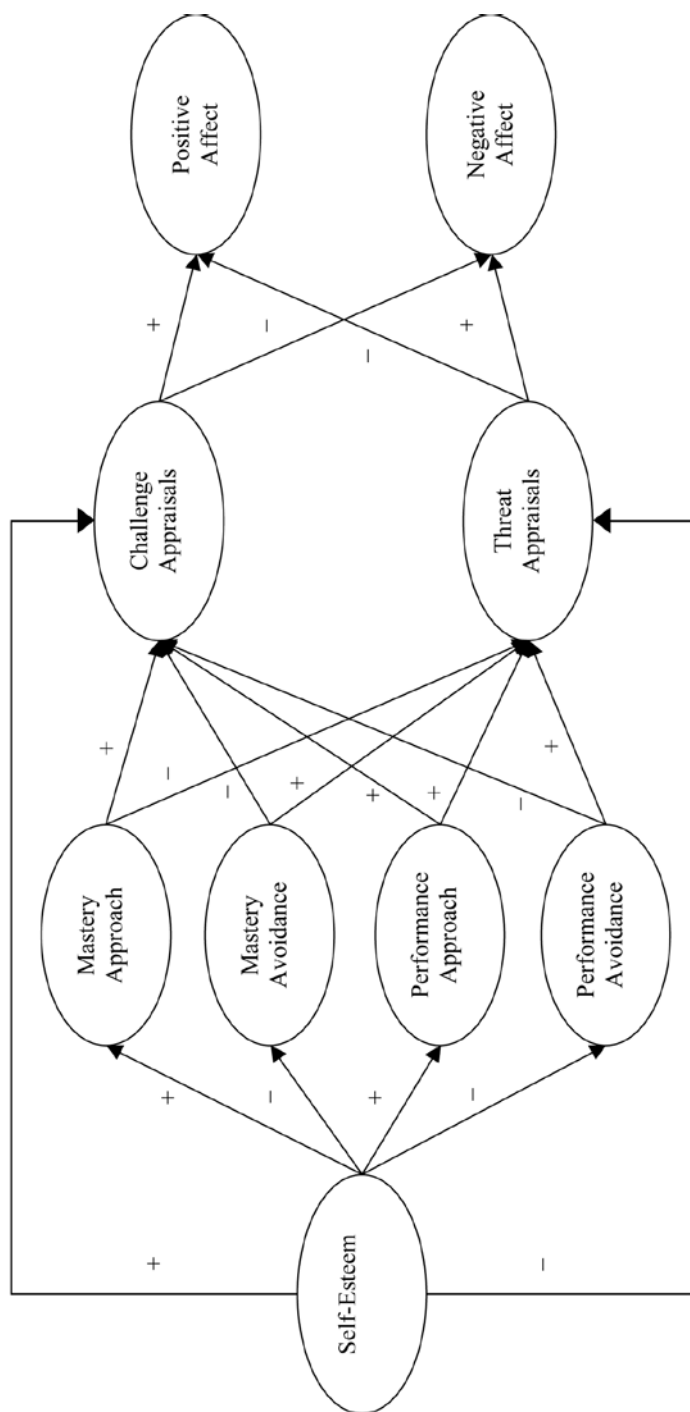 Self-Esteem
+
–
+
–
+
–
Mastery
Approach
Mastery
Avoidance
Performance
Approach
Performance
Avoidance
+
–
–
+
+
+
–
+
Challenge
Appraisals
Threat
Appraisals
+
–
–
+
Positive
Affect
Negative
Affect